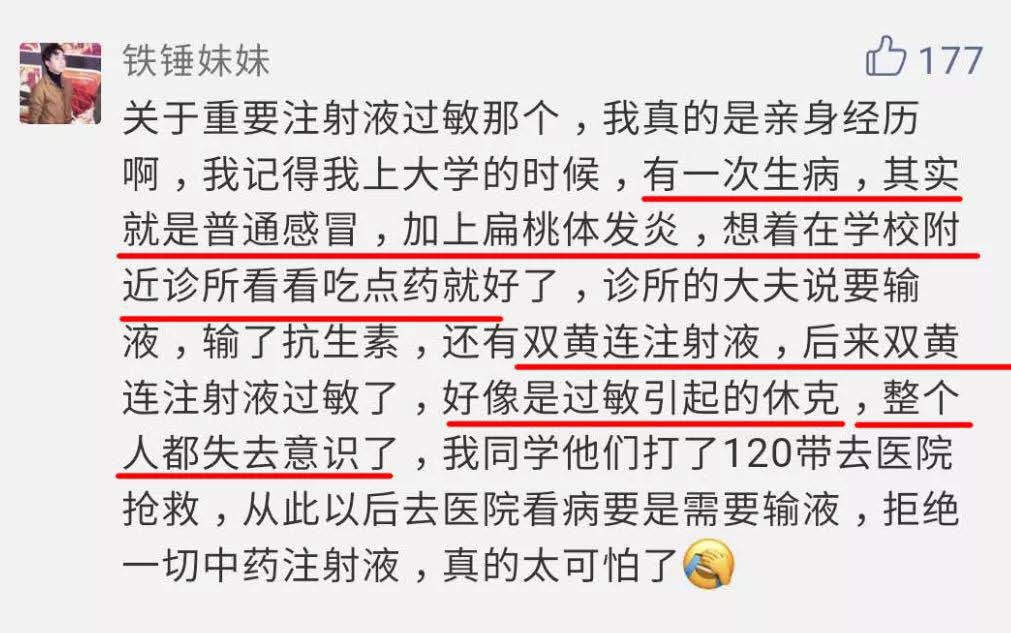 铁锤妹妹
177
关于重要注射液过敏那个，我真的是亲身经历
啊，我记得我上大学的时候，有一次生病，其实
就是普通感冒，加上扁桃体发炎，想着在学校附
近诊所看看吃点药就好了，诊所的大夫说要输
液，输了抗生素，还有双黄连注射液，后来双黄
连注射液过敏了，好像是过敏引起的休克，整个
人都失去意识了，我同学他们打了120带去医院
抢救，从此以后去医院看病要是需要输液，拒绝
一切中药注射液，真的太可怕了